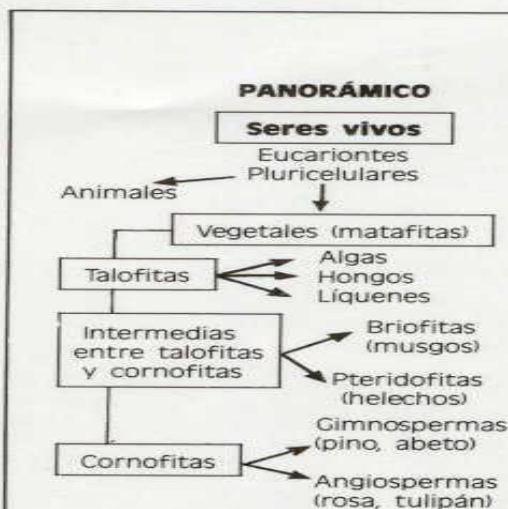 PANORÁMICO
Seres vivos
Eucariontes
Pluricelulares
Animales
Vegetales (matafitas)
Talofitas
Algas
Hongos
Líquenes
Intermedias
entre talofitas
y cornofitas
Briofitas
(musgos)
Pteridofitas
(helechos)
Cornofitas
Gimnospermas
(pino, abeto)
Angiospermas
(rosa, tulipán)